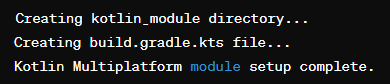 Creating kotlin_module directory...
Creating build.gradle.kts file...
Kotlin Multiplatform module setup complete.